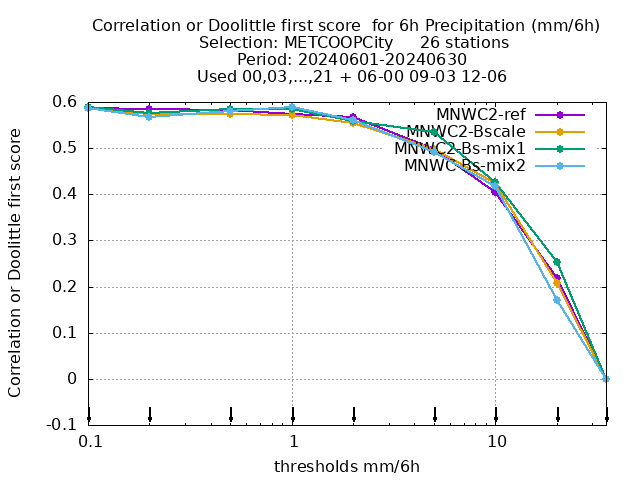 Correlation or Doolittle first score  for 6h Precipitation (mm/6h)
Selection: METCOOPCity     26 stations
Period: 20240601-20240630
Used 00,03,...,21 + 06-00 09-03 12-06
MNWC2-ref
MNWC2-Bscale
MNWC2-Bs-mix1
MNWC-Bs-mix2
Correlation or Doolittle first score
0.6
0.5
0.4
0.3
0.2
0.1
0
-0.1
0.1 1 10
thresholds mm/6h